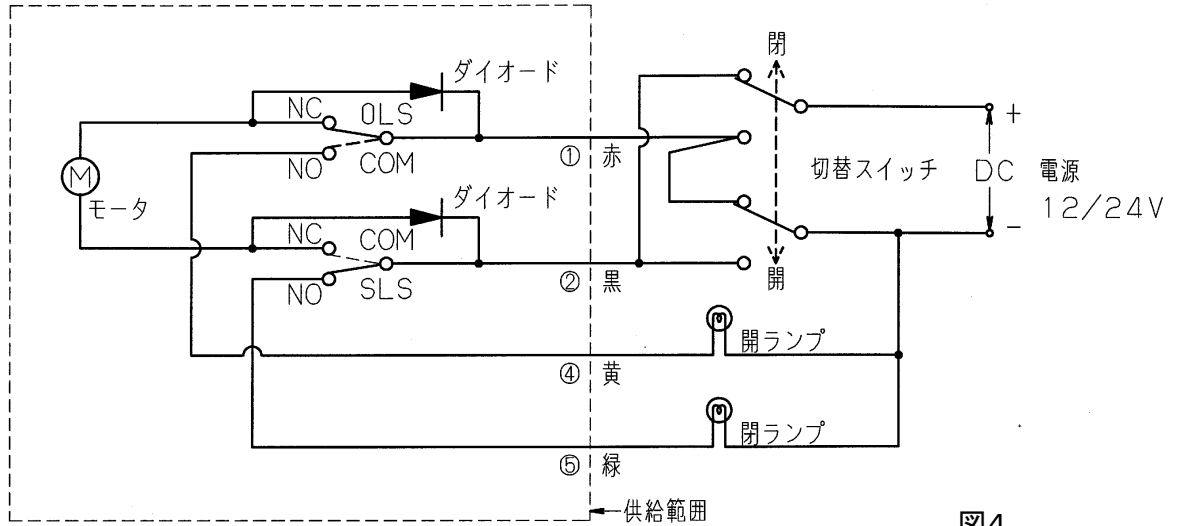 閉
ダイオード
NC OLS
NO COM
① 赤
+
切替スイッチ DC 電源
12/24V
M
モータ
ダイオード
NC COM
NO SLS
② 黒
-
開
開ランプ
④ 黄
閉ランプ
⑤ 緑
供給範囲
図4